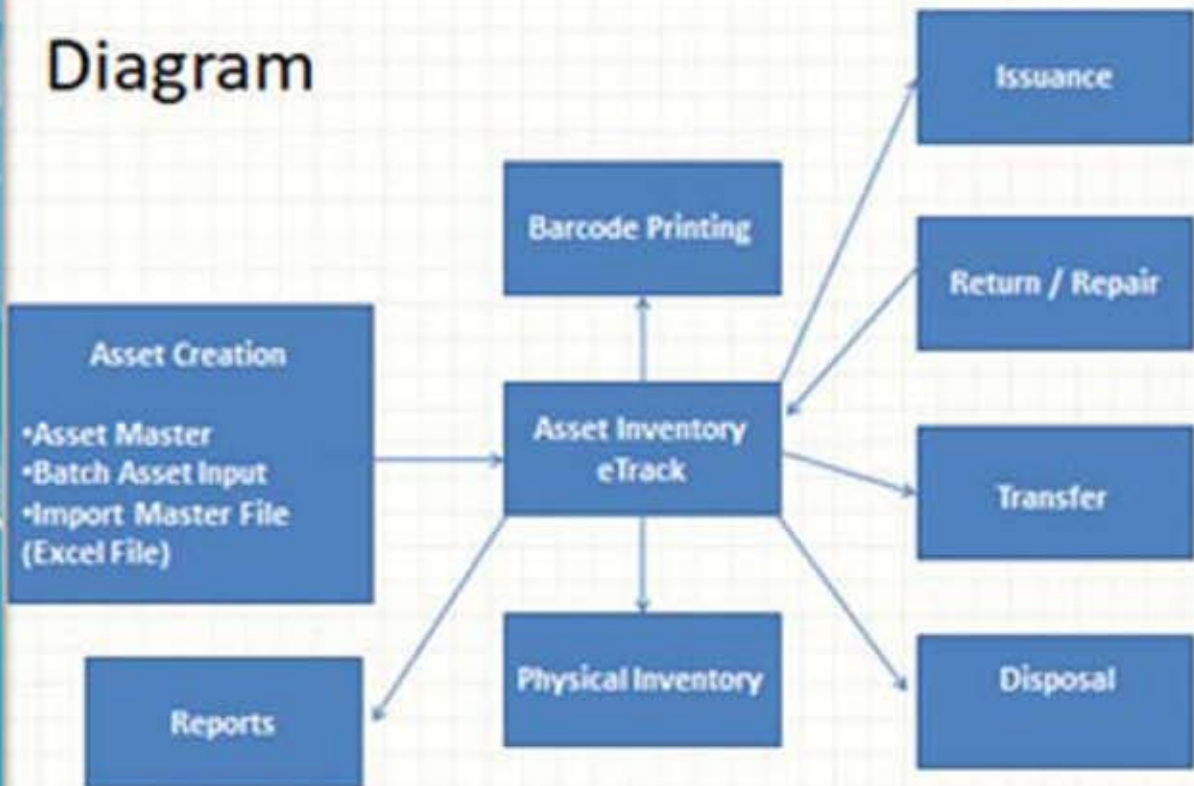 Diagram
Issuance
Barcode Printing
Return / Repair
Asset Creation
•Asset Master
•Batch Asset Input
•Import Master File
(Excel File)
Asset Inventory
eTrack
Transfer
Physical Inventory
Disposal
Reports